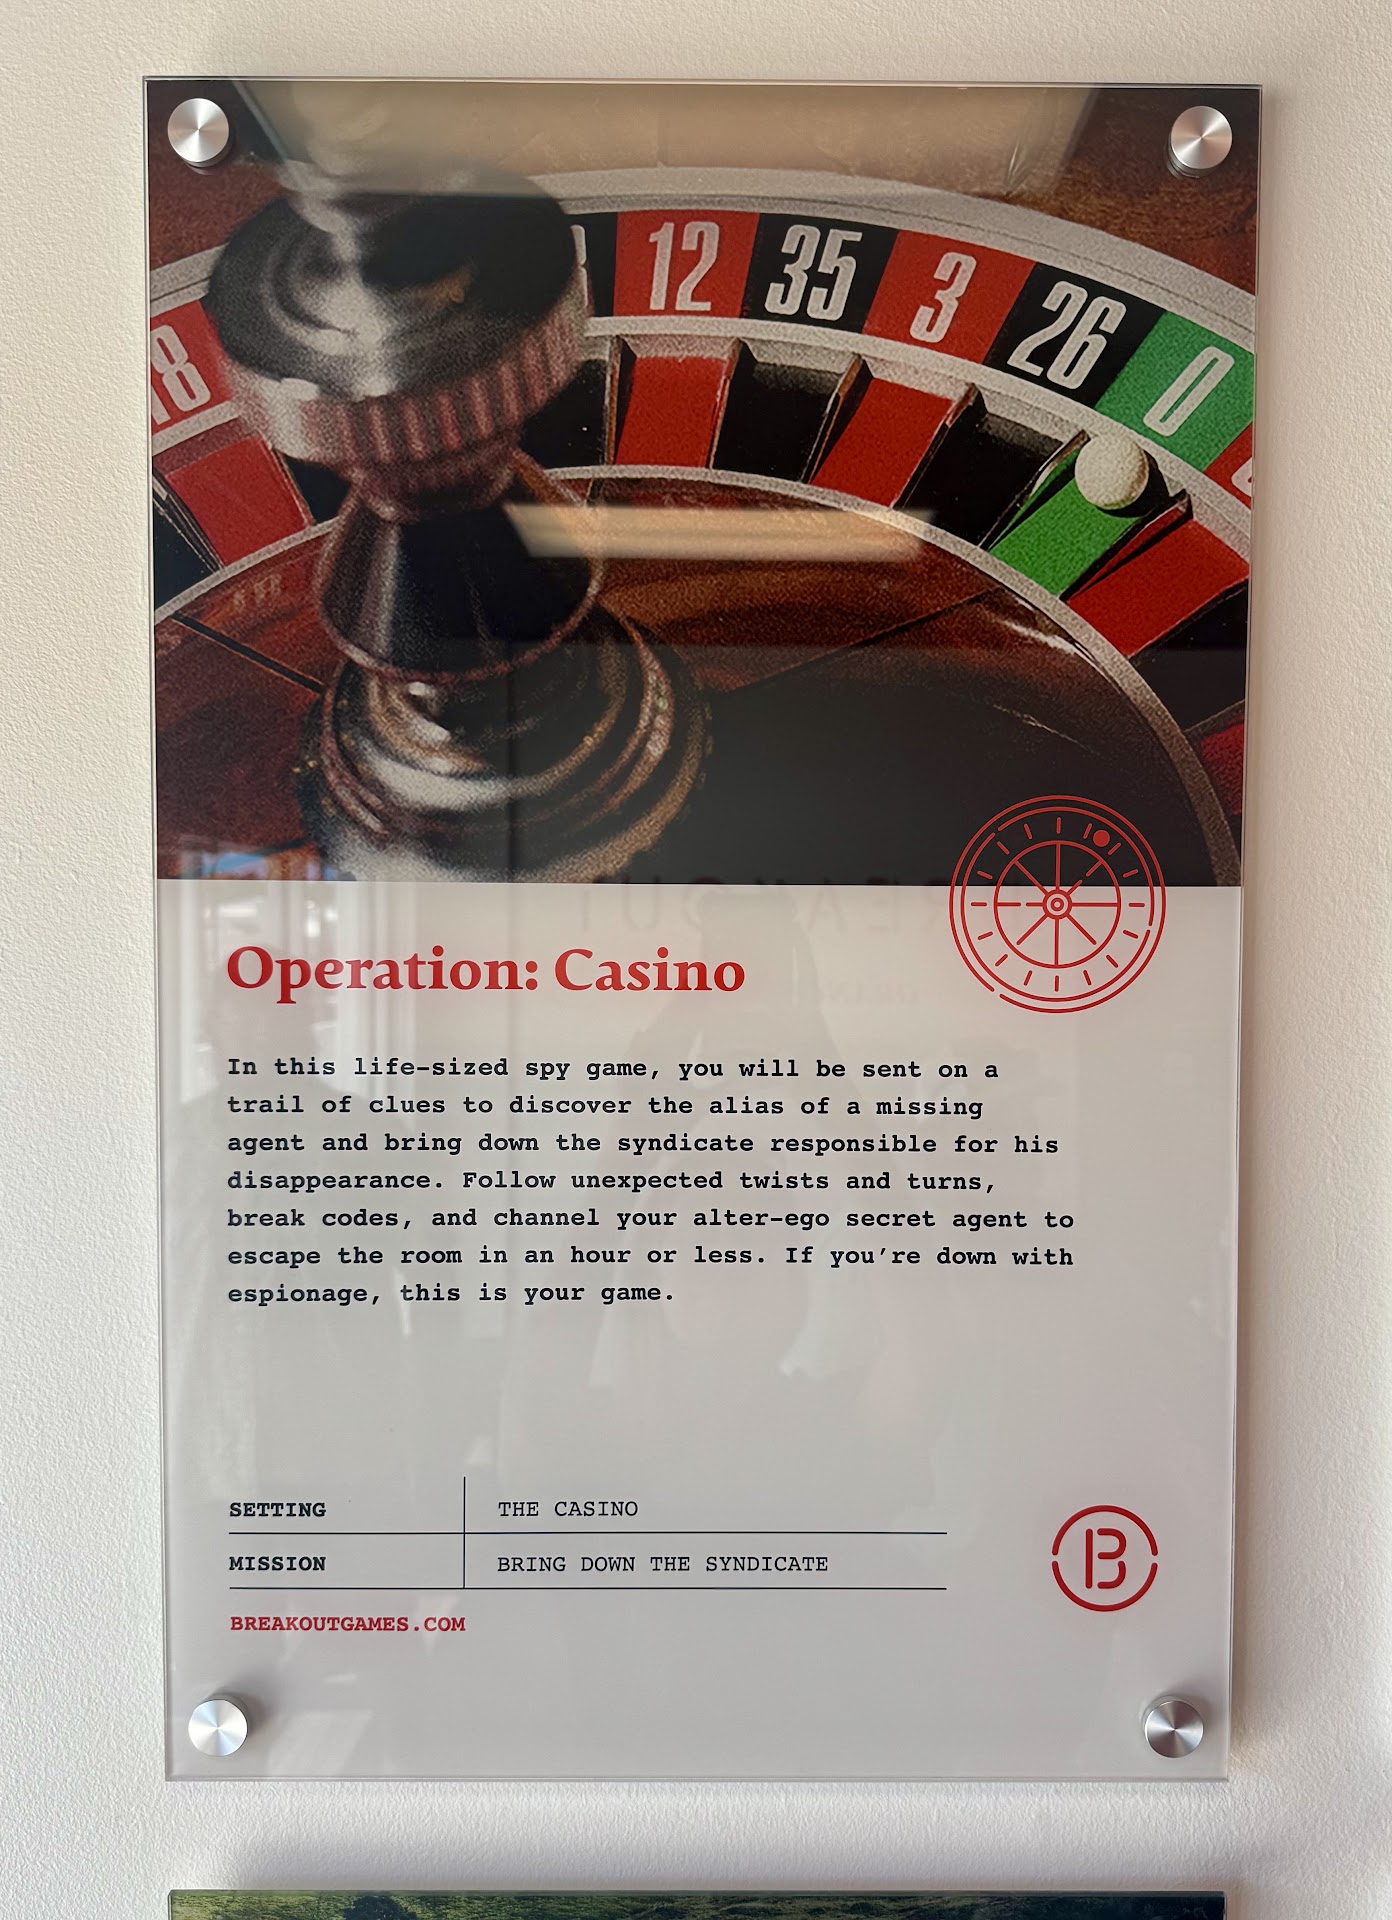 18 12 35 3 26 0
Operation: Casino
In this life-sized spy game, you will be sent on a
trail of clues to discover the alias of a missing
agent and bring down the syndicate responsible for his
disappearance. Follow unexpected twists and turns,
break codes, and channel your alter-ego secret agent to
escape the room in an hour or less. If you’re down with
espionage, this is your game.
SETTING THE CASINO
MISSION BRING DOWN THE SYNDICATE
B
BREAKOUTGAMES.COM